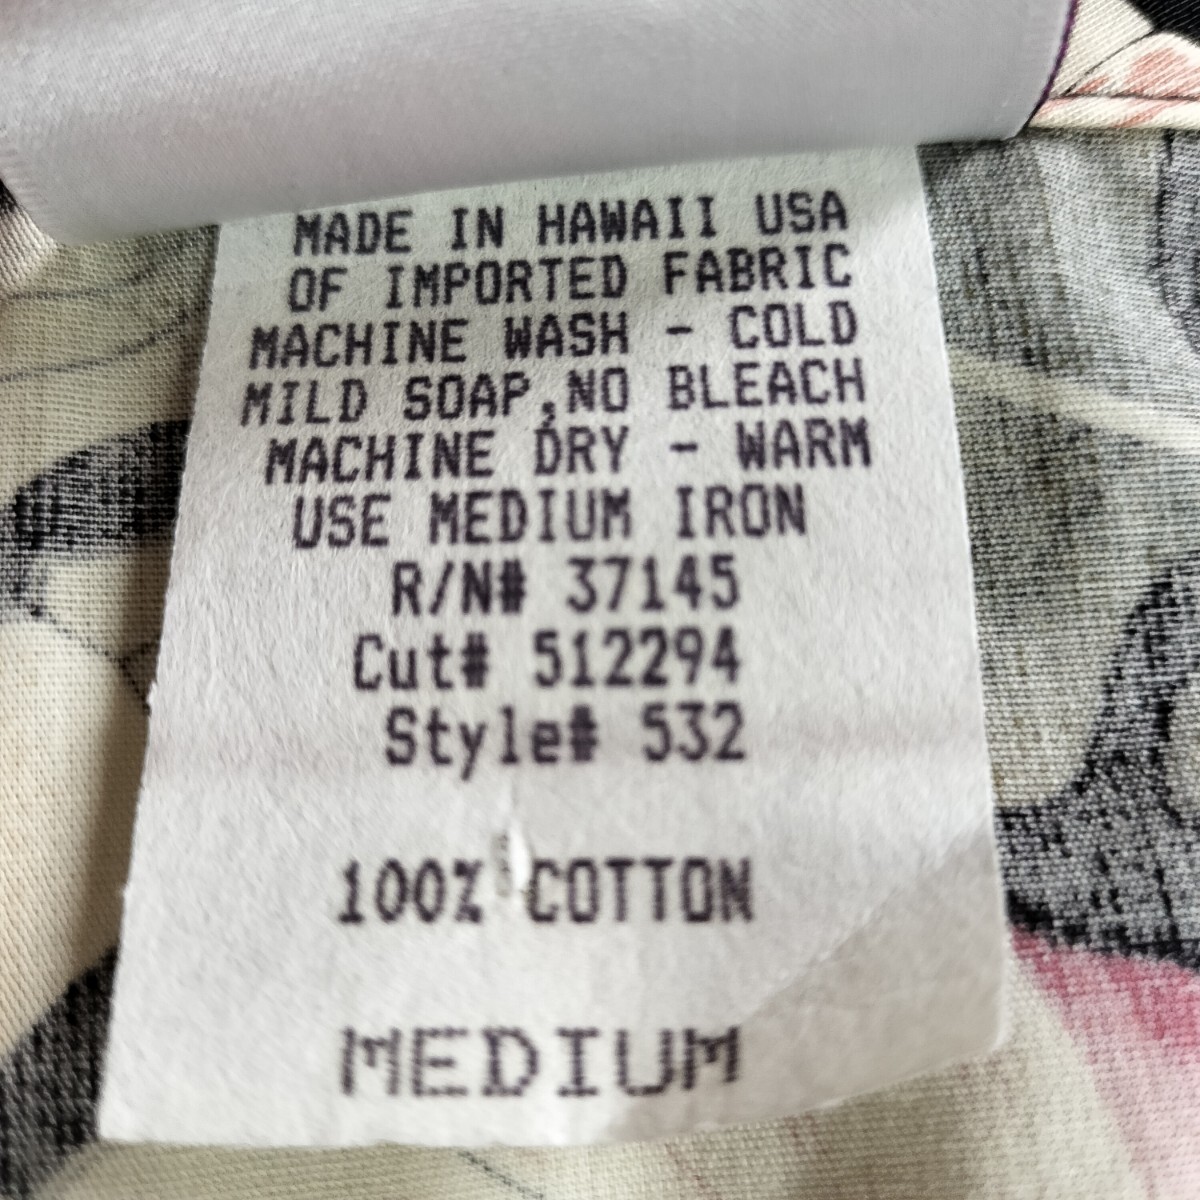 MADE IN HAWAII USA
OF IMPORTED FABRIC
MACHINE WASH - COLD
MILD SOAP,NO BLEACH
MACHINE DRY - WARM
USE MEDIUM IRON
R/N# 37145
Cut# 512294
Style# 532
100% COTTON
MEDIUM